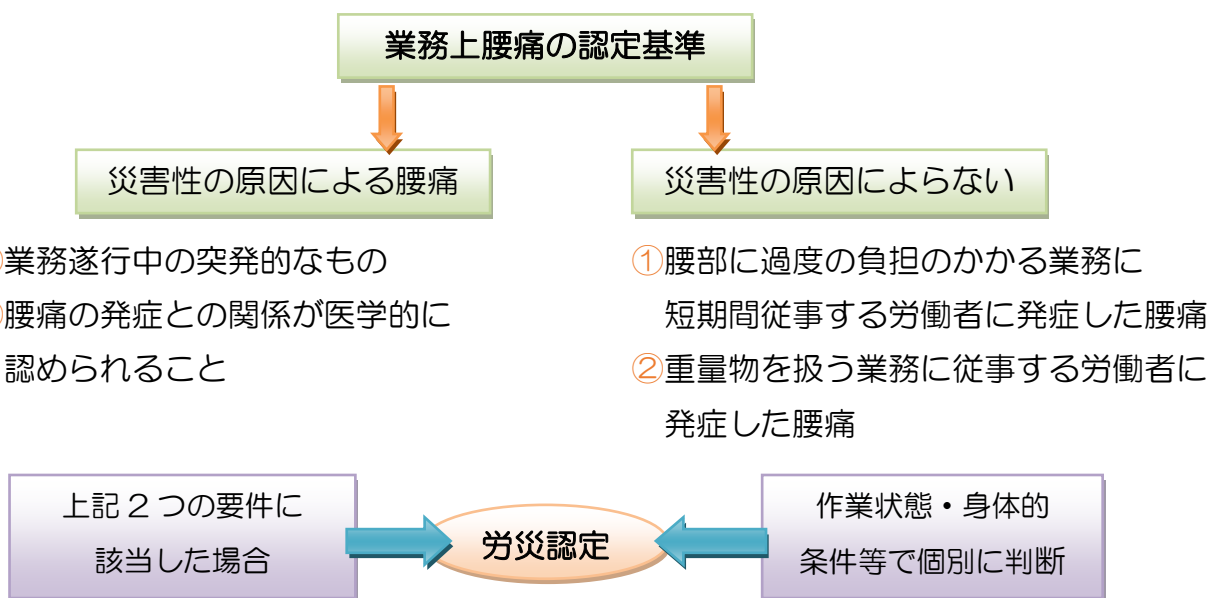 業務上腰痛の認定基準
災害性の原因による腰痛
災害性の原因によらない
業務遂行中の突発的なもの
腰痛の発症との関係が医学的に
認められること
①腰部に過度の負担のかかる業務に
短期間従事する労働者に発症した腰痛
②重量物を扱う業務に従事する労働者に
発症した腰痛
上記2つの要件に
該当した場合
労災認定
作業状態・身体的
条件等で個別に判断